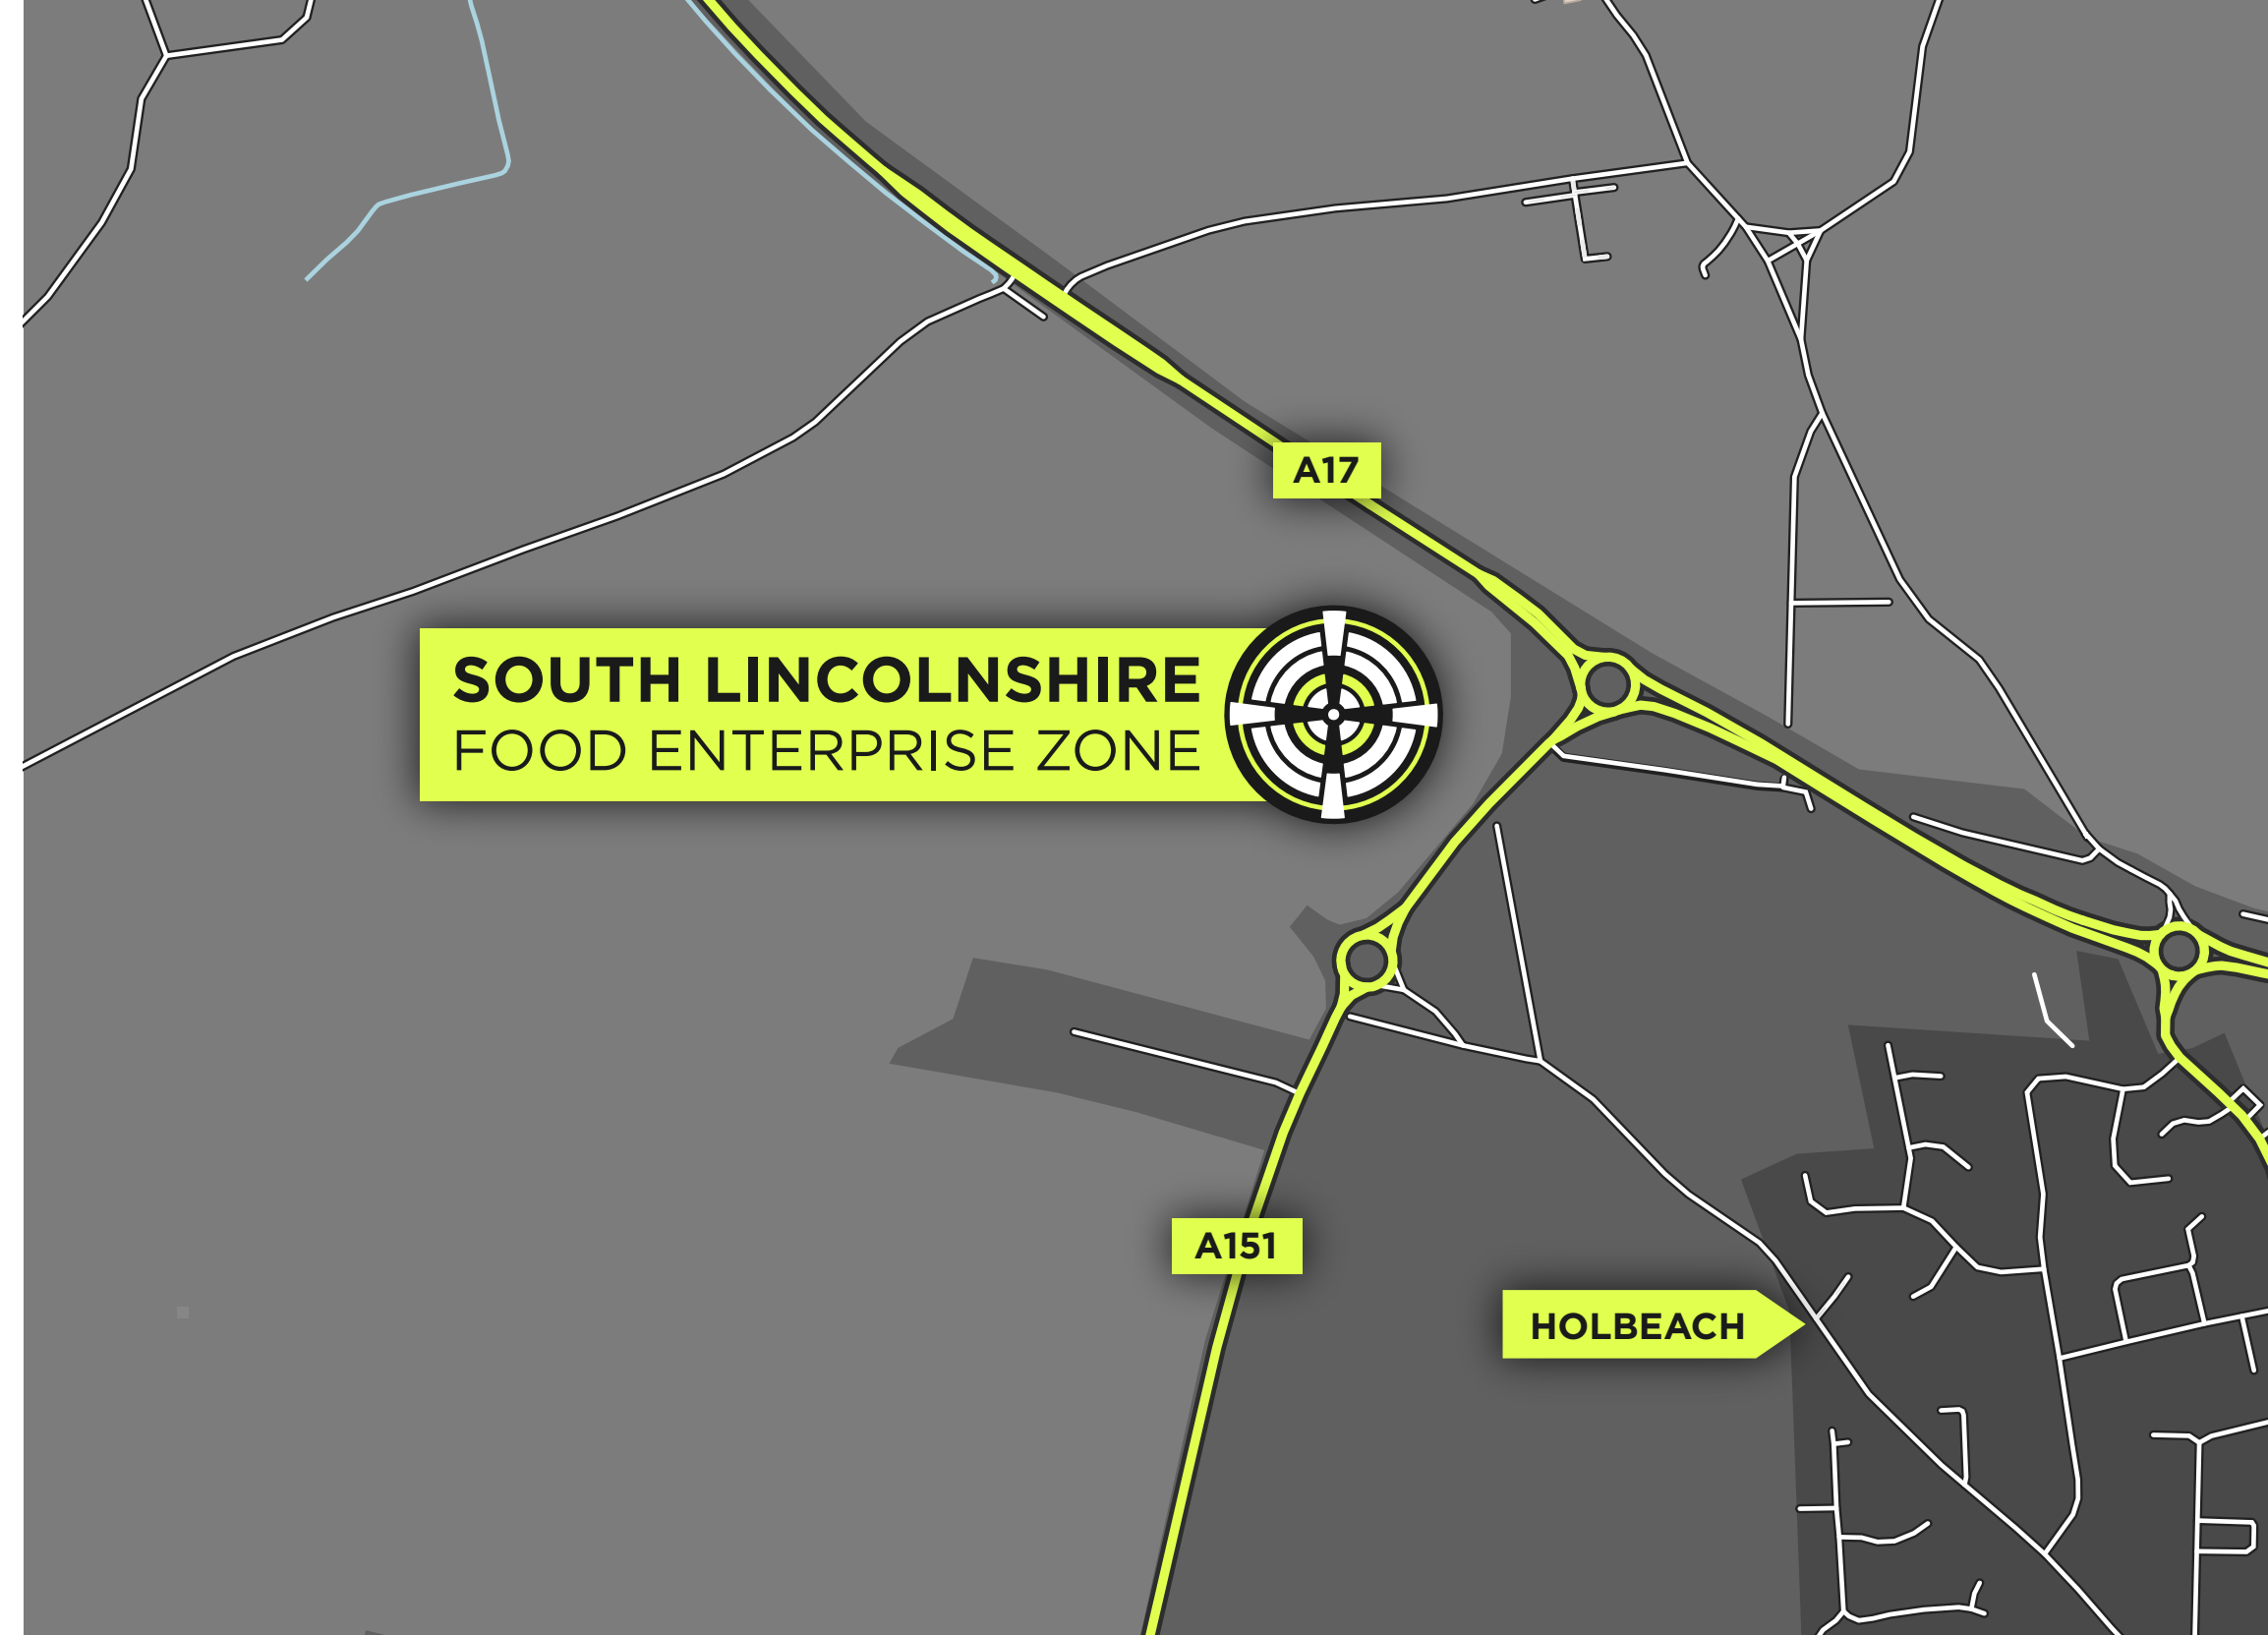 A17
SOUTH LINCOLNSHIRE
FOOD ENTERPRISE ZONE
A151
HOLBEACH